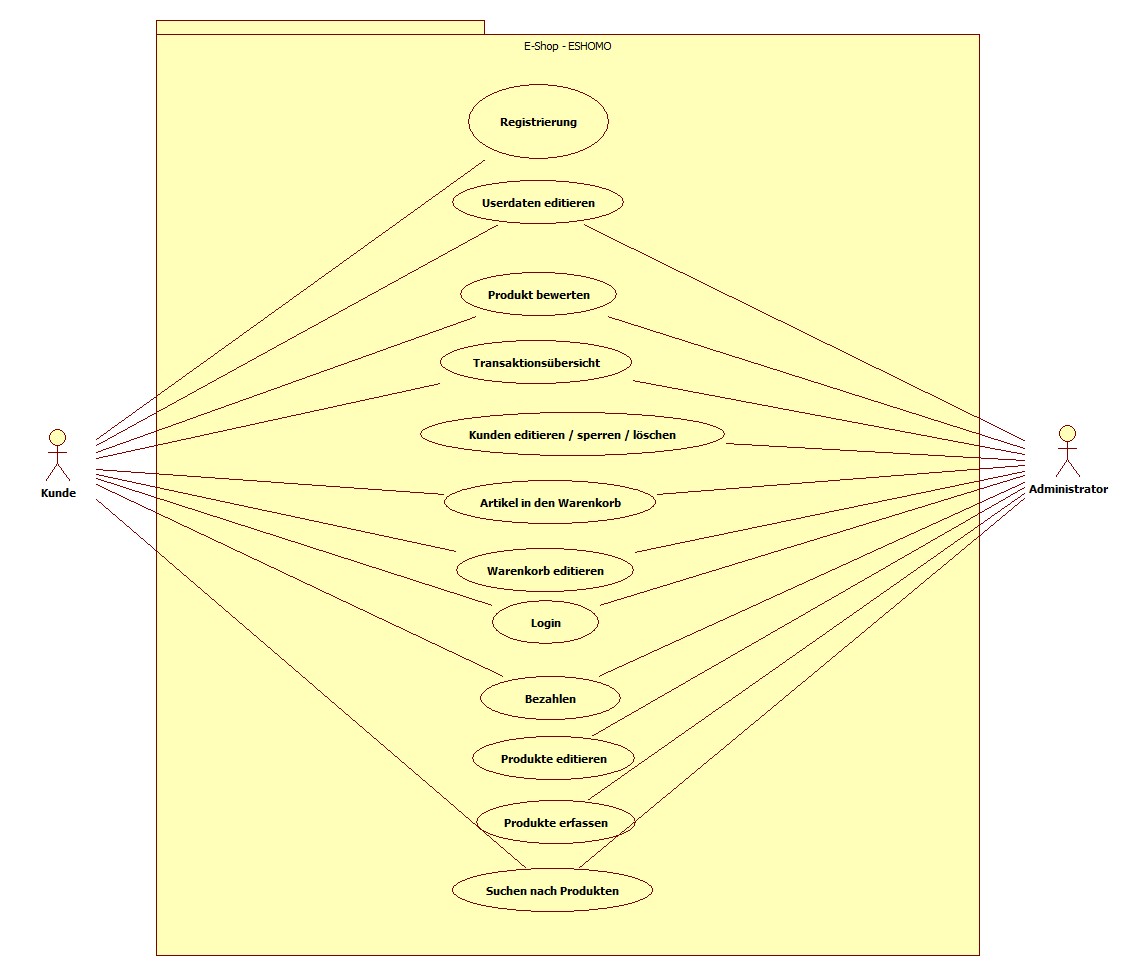 E-Shop - ESHOMO
Registrierung
Userdaten editieren
Produkt bewerten
Transaktionsübersicht
Kunden editieren / sperren / löschen
Kunde
Administrator
Artikel in den Warenkorb
Warenkorb editieren
Login
Bezahlen
Produkte editieren
Produkte erfassen
Suchen nach Produkten